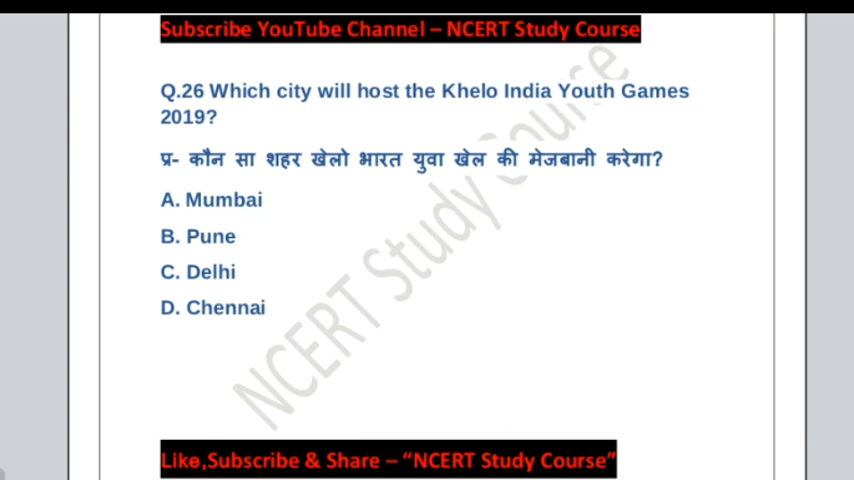 Subscribe YouTube Channel – NCERT Study Course
Q.26 Which city will host the Khelo India Youth Games
2019?
प्र- कौन सा शहर खेलो भारत युवा खेल की मेजबानी करेगा?
A. Mumbai
B. Pune
C. Delhi
D. Chennai
NCERT Study Course
Like,Subscribe & Share – “NCERT Study Course”